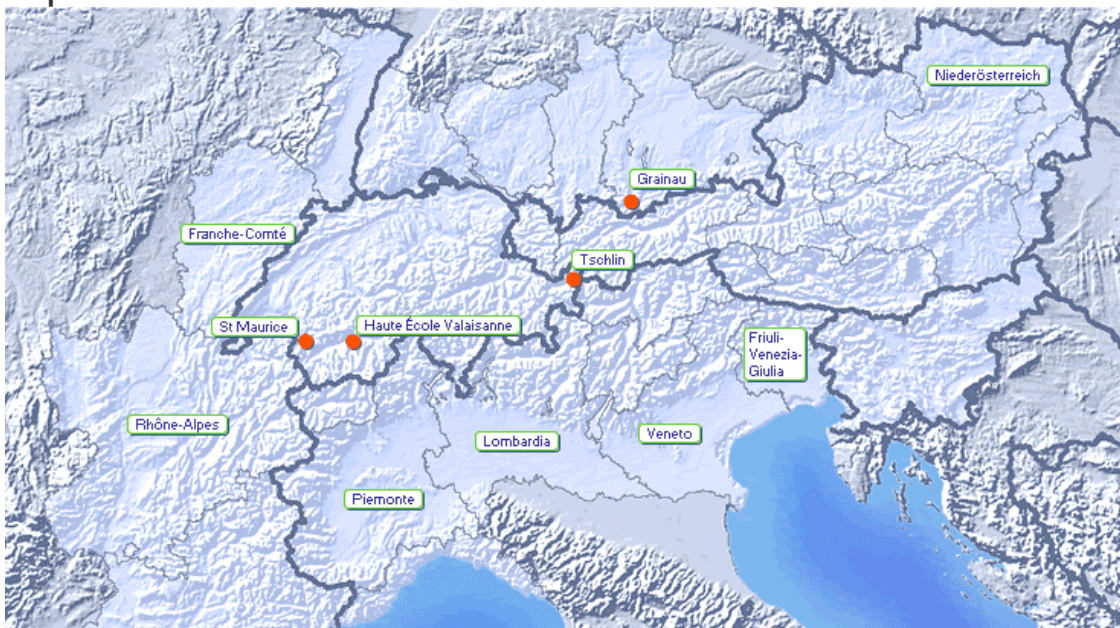 Niederösterreich
Grainau
Franche-Comté
Tschlin
St Maurice
Haute École Valaisanne
Friuli-
Venezia-
Giulia
Rhône-Alpes
Lombardia
Veneto
Piemonte